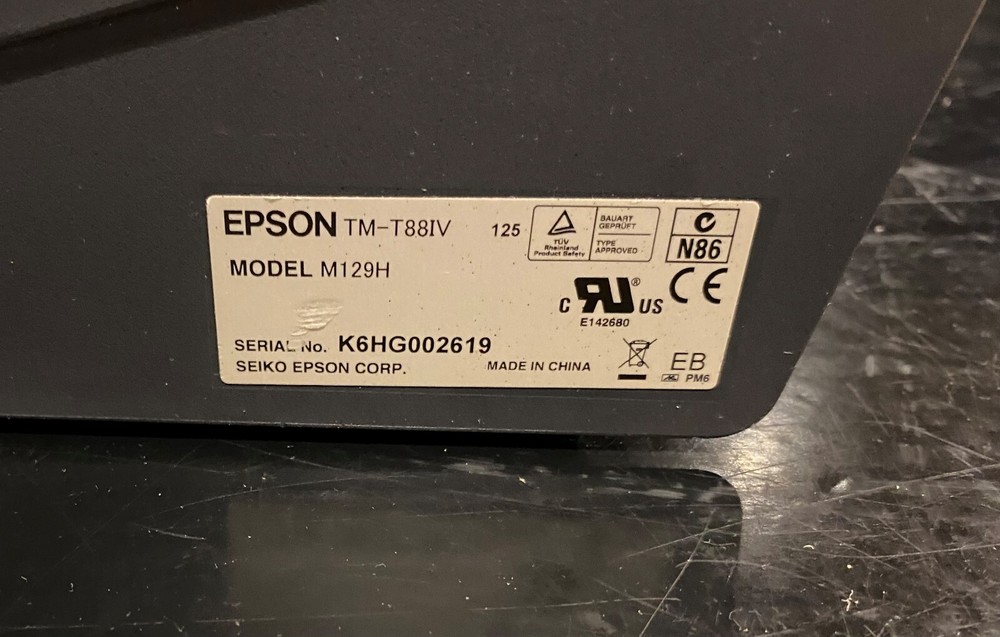 EPSON TM-T88IV 125
TÜV
Rheinland
Product Safety
BAUART
GEPRÜFT
TYPE
APPROVED
N86
MODEL M129H
C RU® US
E142680
CE
SERIAL No. K6HG002619
SEIKO EPSON CORP. MADE IN CHINA
EB
PM6